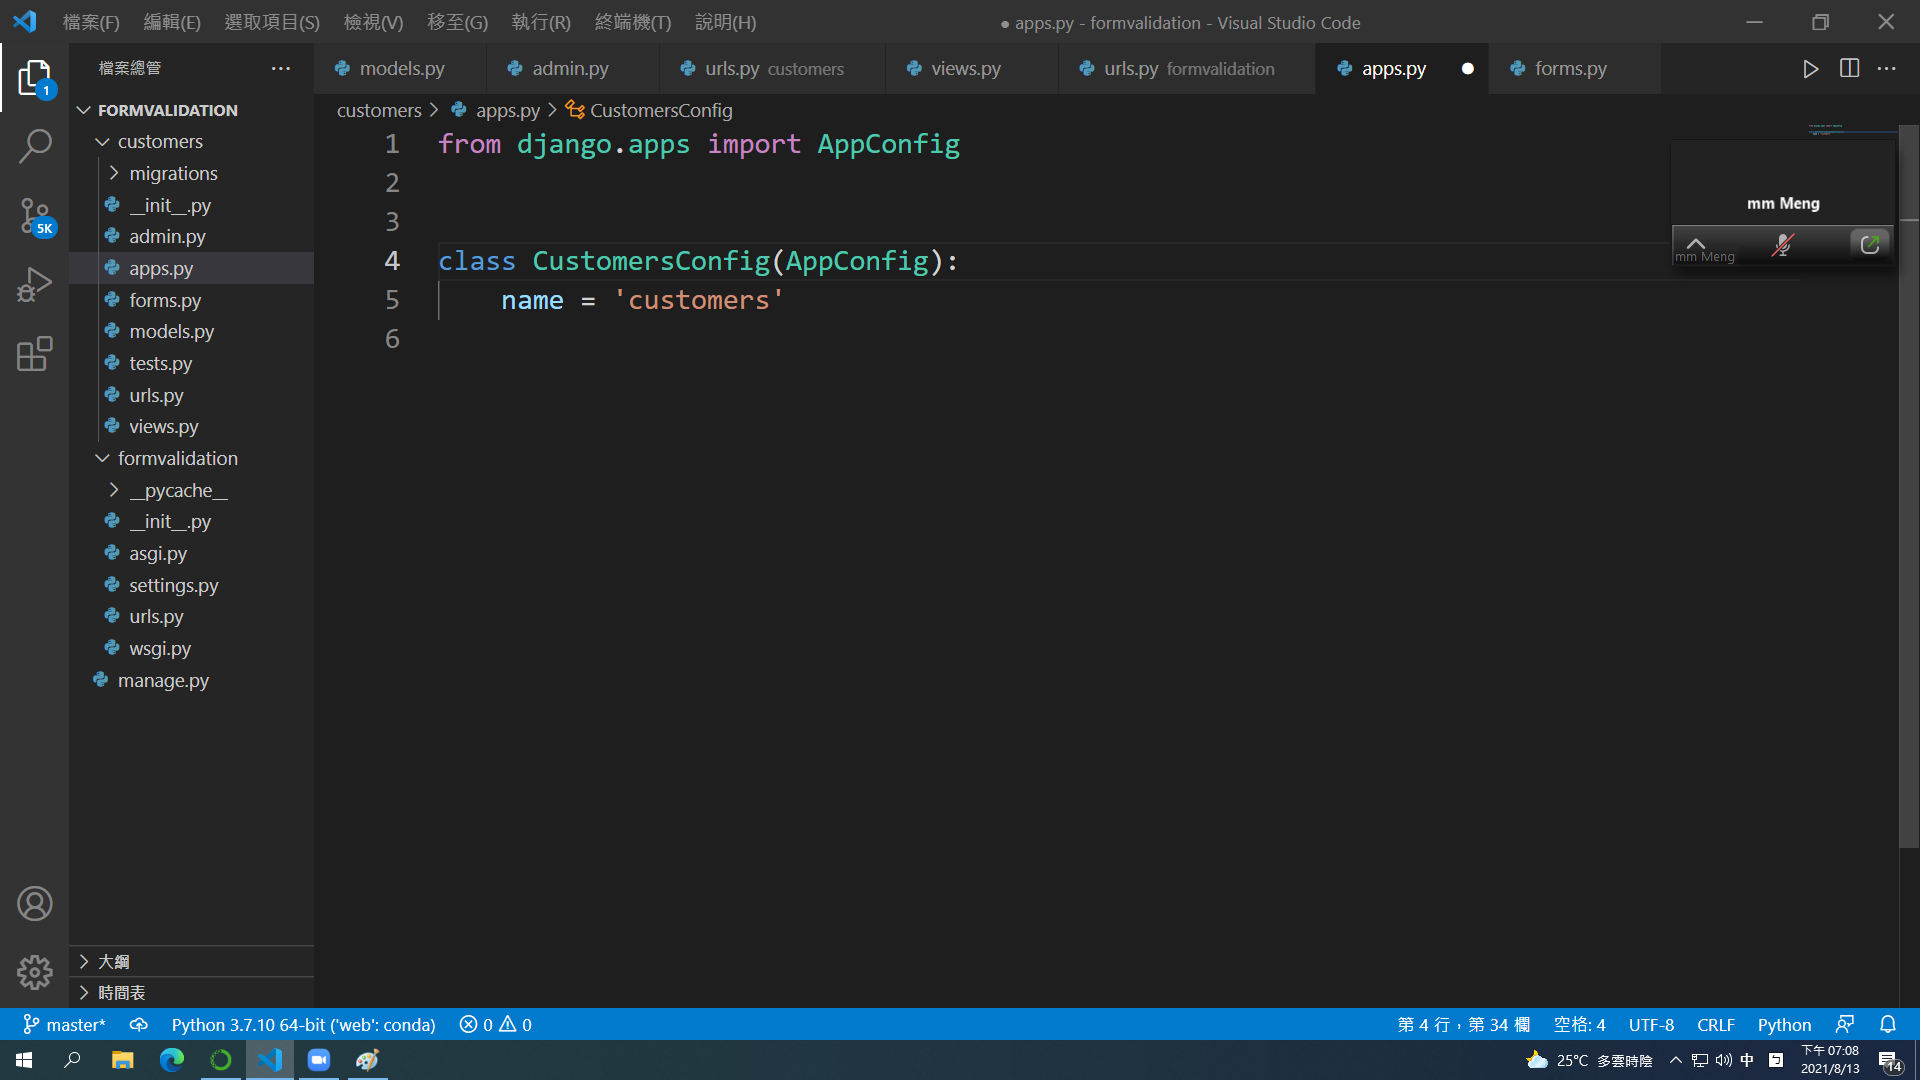 檔案(F) 編輯(E) 選取項目(S) 檢視(V) 移至(G) 執行(R) 終端機(T) 說明(H) ● apps.py - formvalidation - Visual Studio Code
檔案總管 ...
models.py admin.py urls.py customers views.py urls.py formvalidation apps.py forms.py
1
5K
FORMVALIDATION
customers
migrations
__init__.py
admin.py
apps.py
forms.py
models.py
tests.py
urls.py
views.py
formvalidation
__pycache__
__init__.py
asgi.py
settings.py
urls.py
wsgi.py
manage.py
大綱
時間表
customers > apps.py > CustomersConfig
1 from django.apps import AppConfig
2
3
4 class CustomersConfig(AppConfig):
5     name = 'customers'
6
mm Meng
mm Meng
master* Python 3.7.10 64-bit ('web': conda) 0 0 第 4 行，第 34 欄 空格: 4 UTF-8 CRLF Python
25°C 多雲時陰 中 下午 07:08
2021/8/13
14